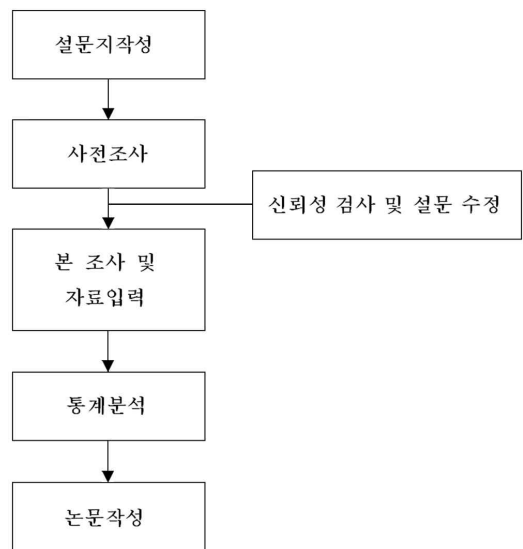 설문지작성
사전조사
신뢰성 검사 및 설문 수정
본 조사 및
자료입력
통계분석
논문작성